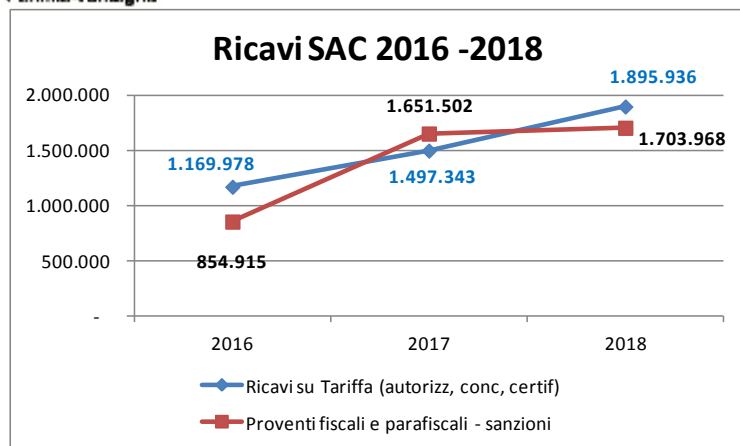 Ricavi SAC 2016 -2018
1.895.936
2.000.000
1.651.502
1.703.968
1.500.000
1.169.978
1.497.343
1.000.000
854.915
500.000
-
2016 2017 2018
Ricavi su Tariffa (autorizz, conc, certif)
Proventi fiscali e parafiscali - sanzioni